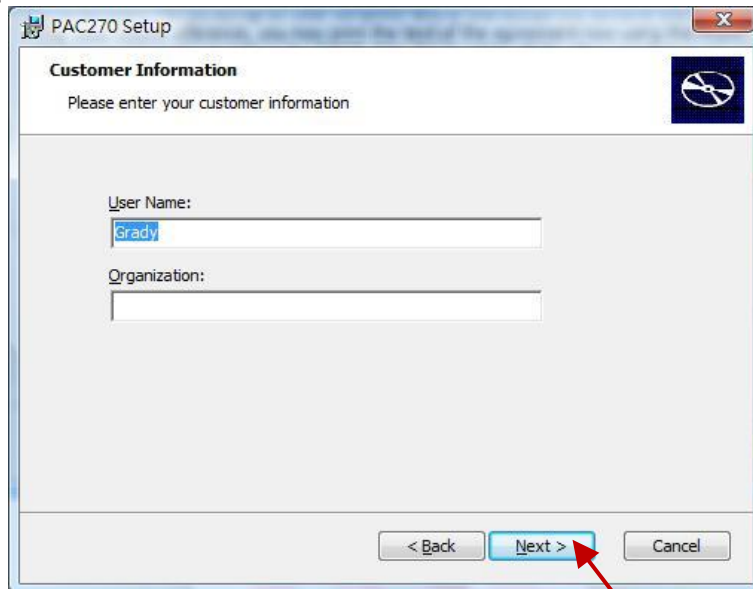 PAC270 Setup
Customer Information
Please enter your customer information
User Name:
Grady
Organization:
< Back
Next >
Cancel